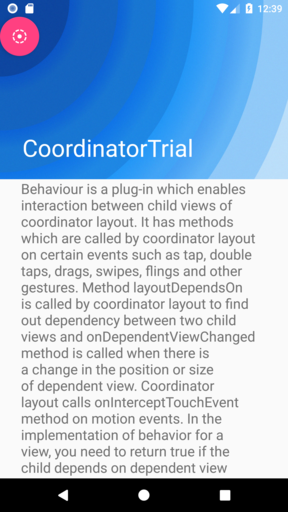 12:39
CoordinatorTrial
Behaviour is a plug-in which enables
interaction between child views of
coordinator layout. It has methods
which are called by coordinator layout
on certain events such as tap, double
taps, drags, swipes, flings and other
gestures. Method layoutDependsOn
is called by coordinator layout to find
out dependency between two child
views and onDependentViewChanged
method is called when there is
a change in the position or size
of dependent view. Coordinator
layout calls onInterceptTouchEvent
method on motion events. In the
implementation of behavior for a
view, you need to return true if the
child depends on dependent view